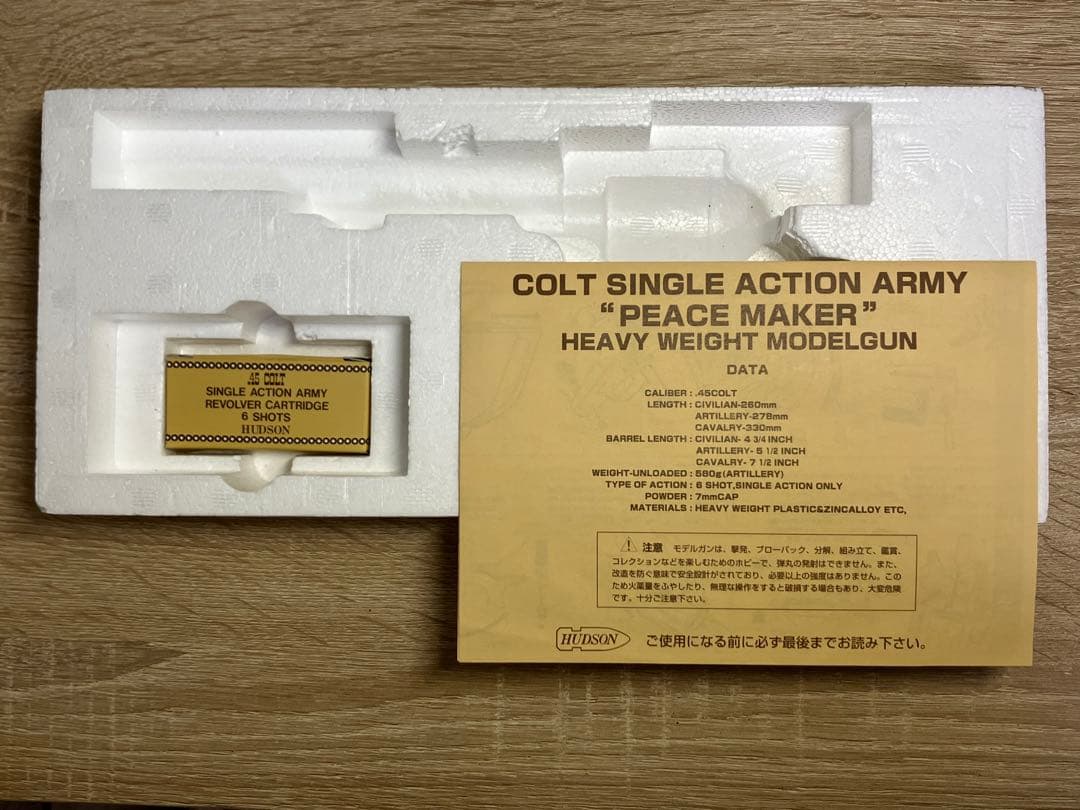 .45 COLT
SINGLE ACTION ARMY
REVOLVER CARTRIDGE
6 SHOTS
HUDSON
COLT SINGLE ACTION ARMY
“PEACE MAKER”
HEAVY WEIGHT MODELGUN
DATA
CALIBER : .45COLT
LENGTH : CIVILIAN-260mm
ARTILLERY-278mm
CAVALRY-330mm
BARREL LENGTH : CIVILIAN- 4 3/4 INCH
ARTILLERY- 5 1/2 INCH
CAVALRY- 7 1/2 INCH
WEIGHT-UNLOADED : 580g(ARTILLERY)
TYPE OF ACTION : 6 SHOT,SINGLE ACTION ONLY
POWDER : 7mmCAP
MATERIALS : HEAVY WEIGHT PLASTIC&ZINCALLOY ETC,
注意 モデルガンは、撃発、ブローバック、分解、組み立て、鑑賞、
コレクションなどを楽しむためのホビーで、弾丸の発射はできません。また、
改造を防ぐ意味で安全設計がされており、必要以上の強度はありません。この
ため火薬量をふやしたり、無理な操作をすると破損する場合もあり、大変危険
です。十分ご注意下さい。
HUDSON ご使用になる前に必ず最後までお読み下さい。